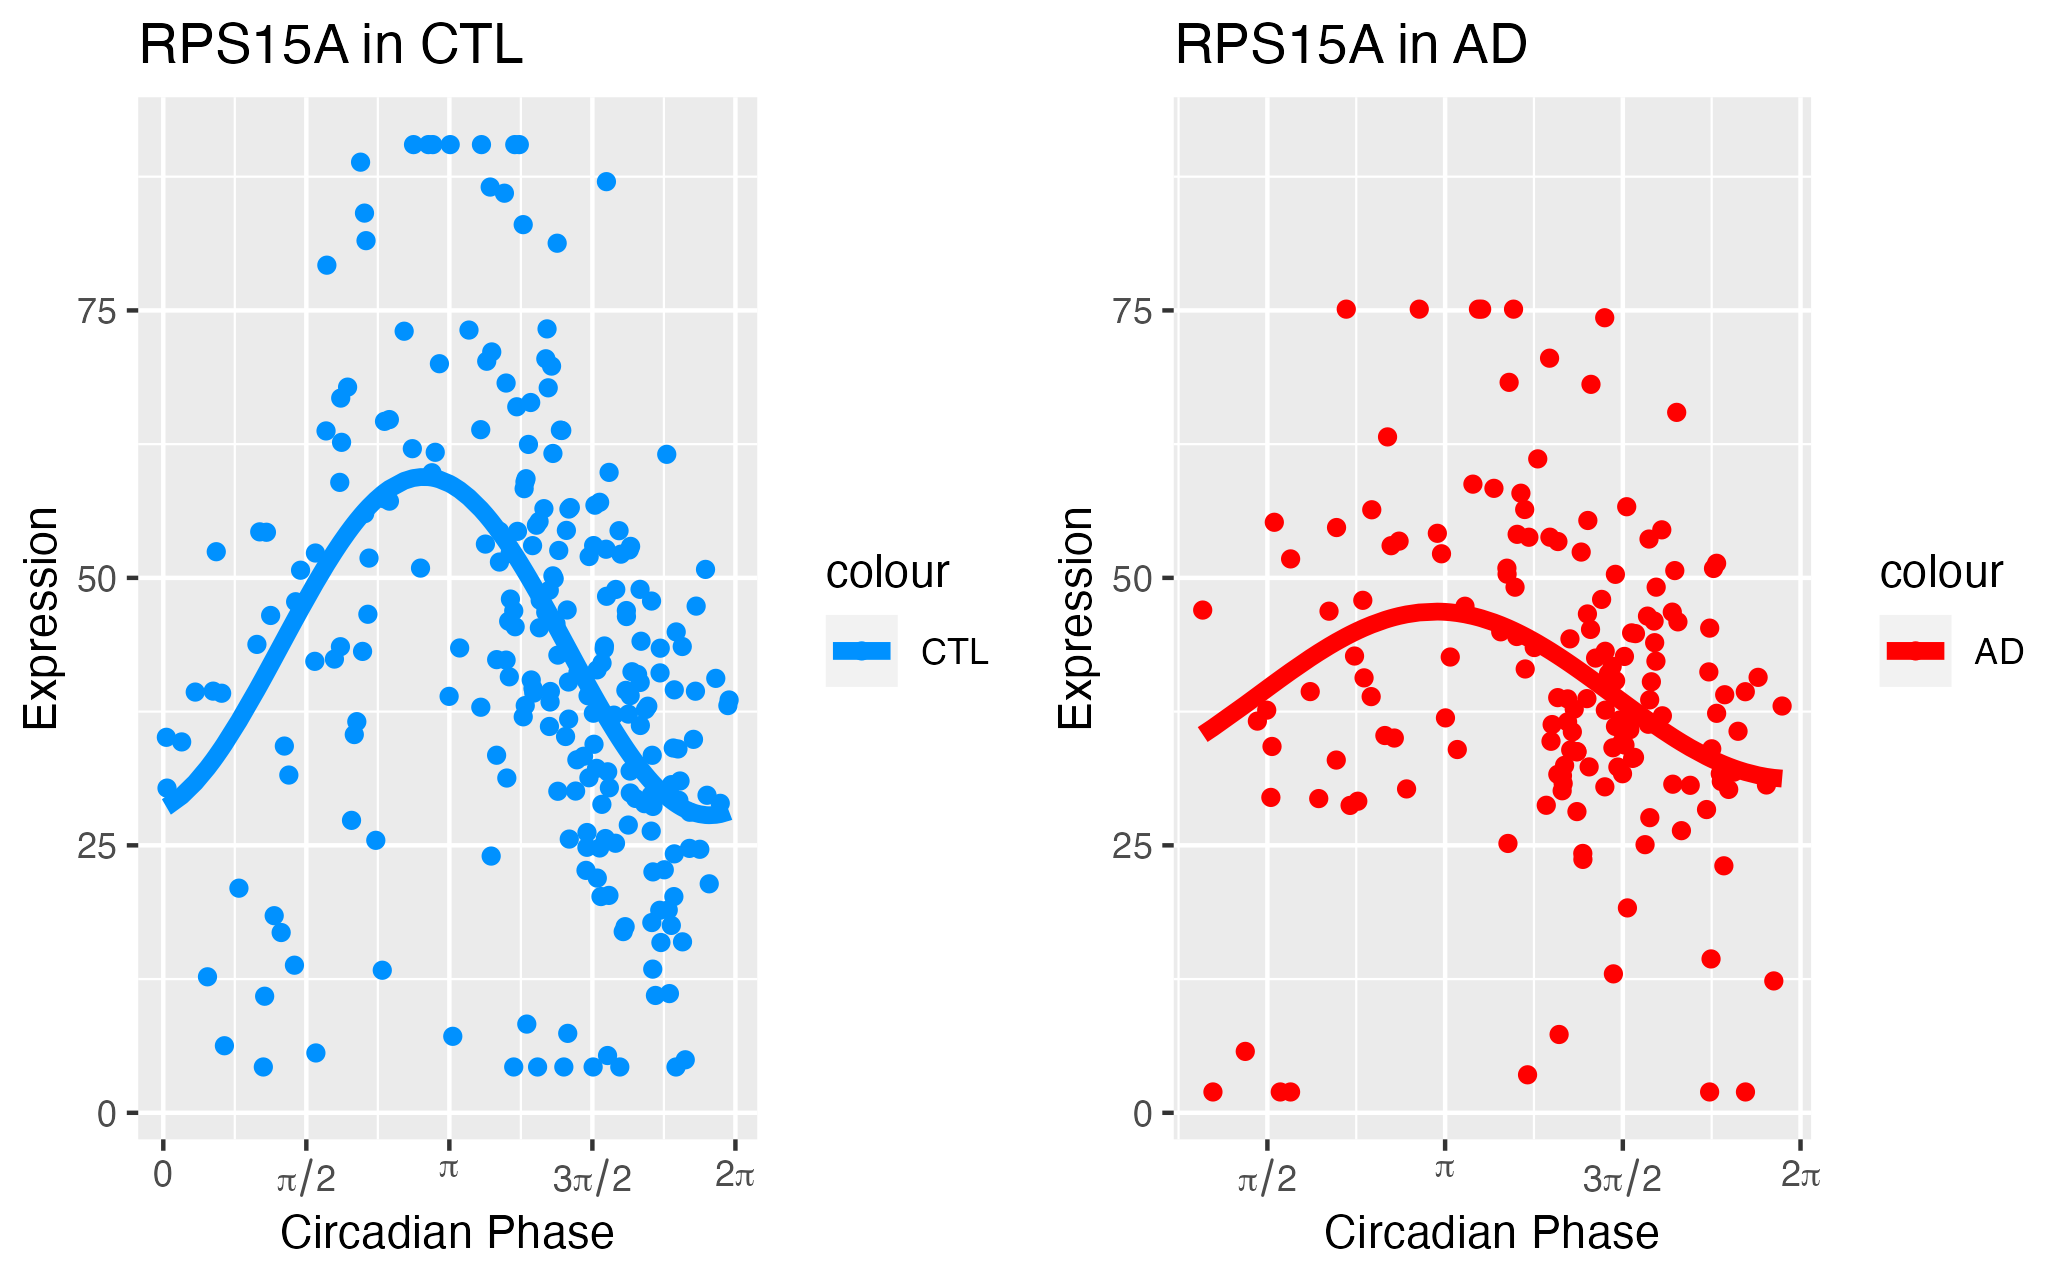 RPS15A in CTL
Expression
75
50
25
0
0 π/2 π 3π/2 2π
Circadian Phase
colour
CTL
RPS15A in AD
Expression
75
50
25
0
π/2 π 3π/2 2π
Circadian Phase
colour
AD